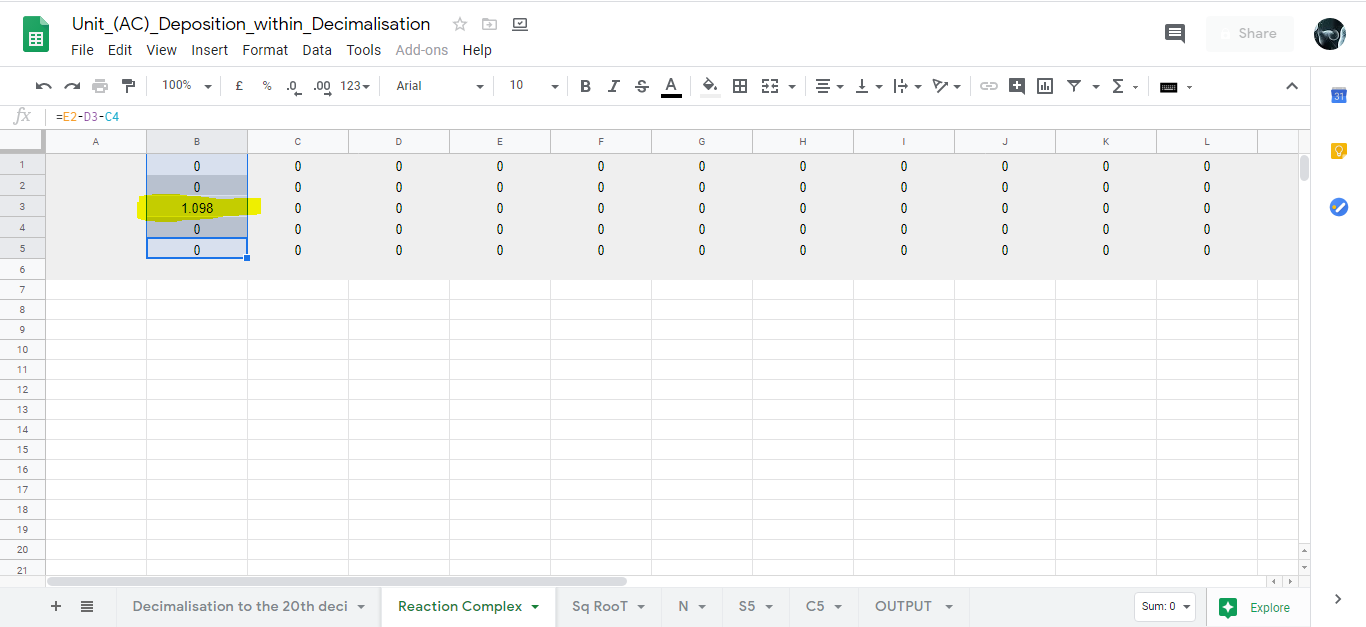 Unit_(AC)_Deposition_within_Decimalisation
Share
File Edit View Insert Format Data Tools Add-ons Help
100% £ % .0 .00 123 Arial 10 B I S A
31
fx =E2-D3-C4
A B C D E F G H I J K L
1 0 0 0 0 0 0 0 0 0 0 0
2 0 0 0 0 0 0 0 0 0 0 0
3 1.098 0 0 0 0 0 0 0 0 0 0
4 0 0 0 0 0 0 0 0 0 0 0
5 0 0 0 0 0 0 0 0 0 0 0
6
7
8
9
10
11
12
13
14
15
16
17
18
19
20
21
+ Decimalisation to the 20th deci Reaction Complex Sq RooT N S5 C5 OUTPUT Sum: 0 Explore